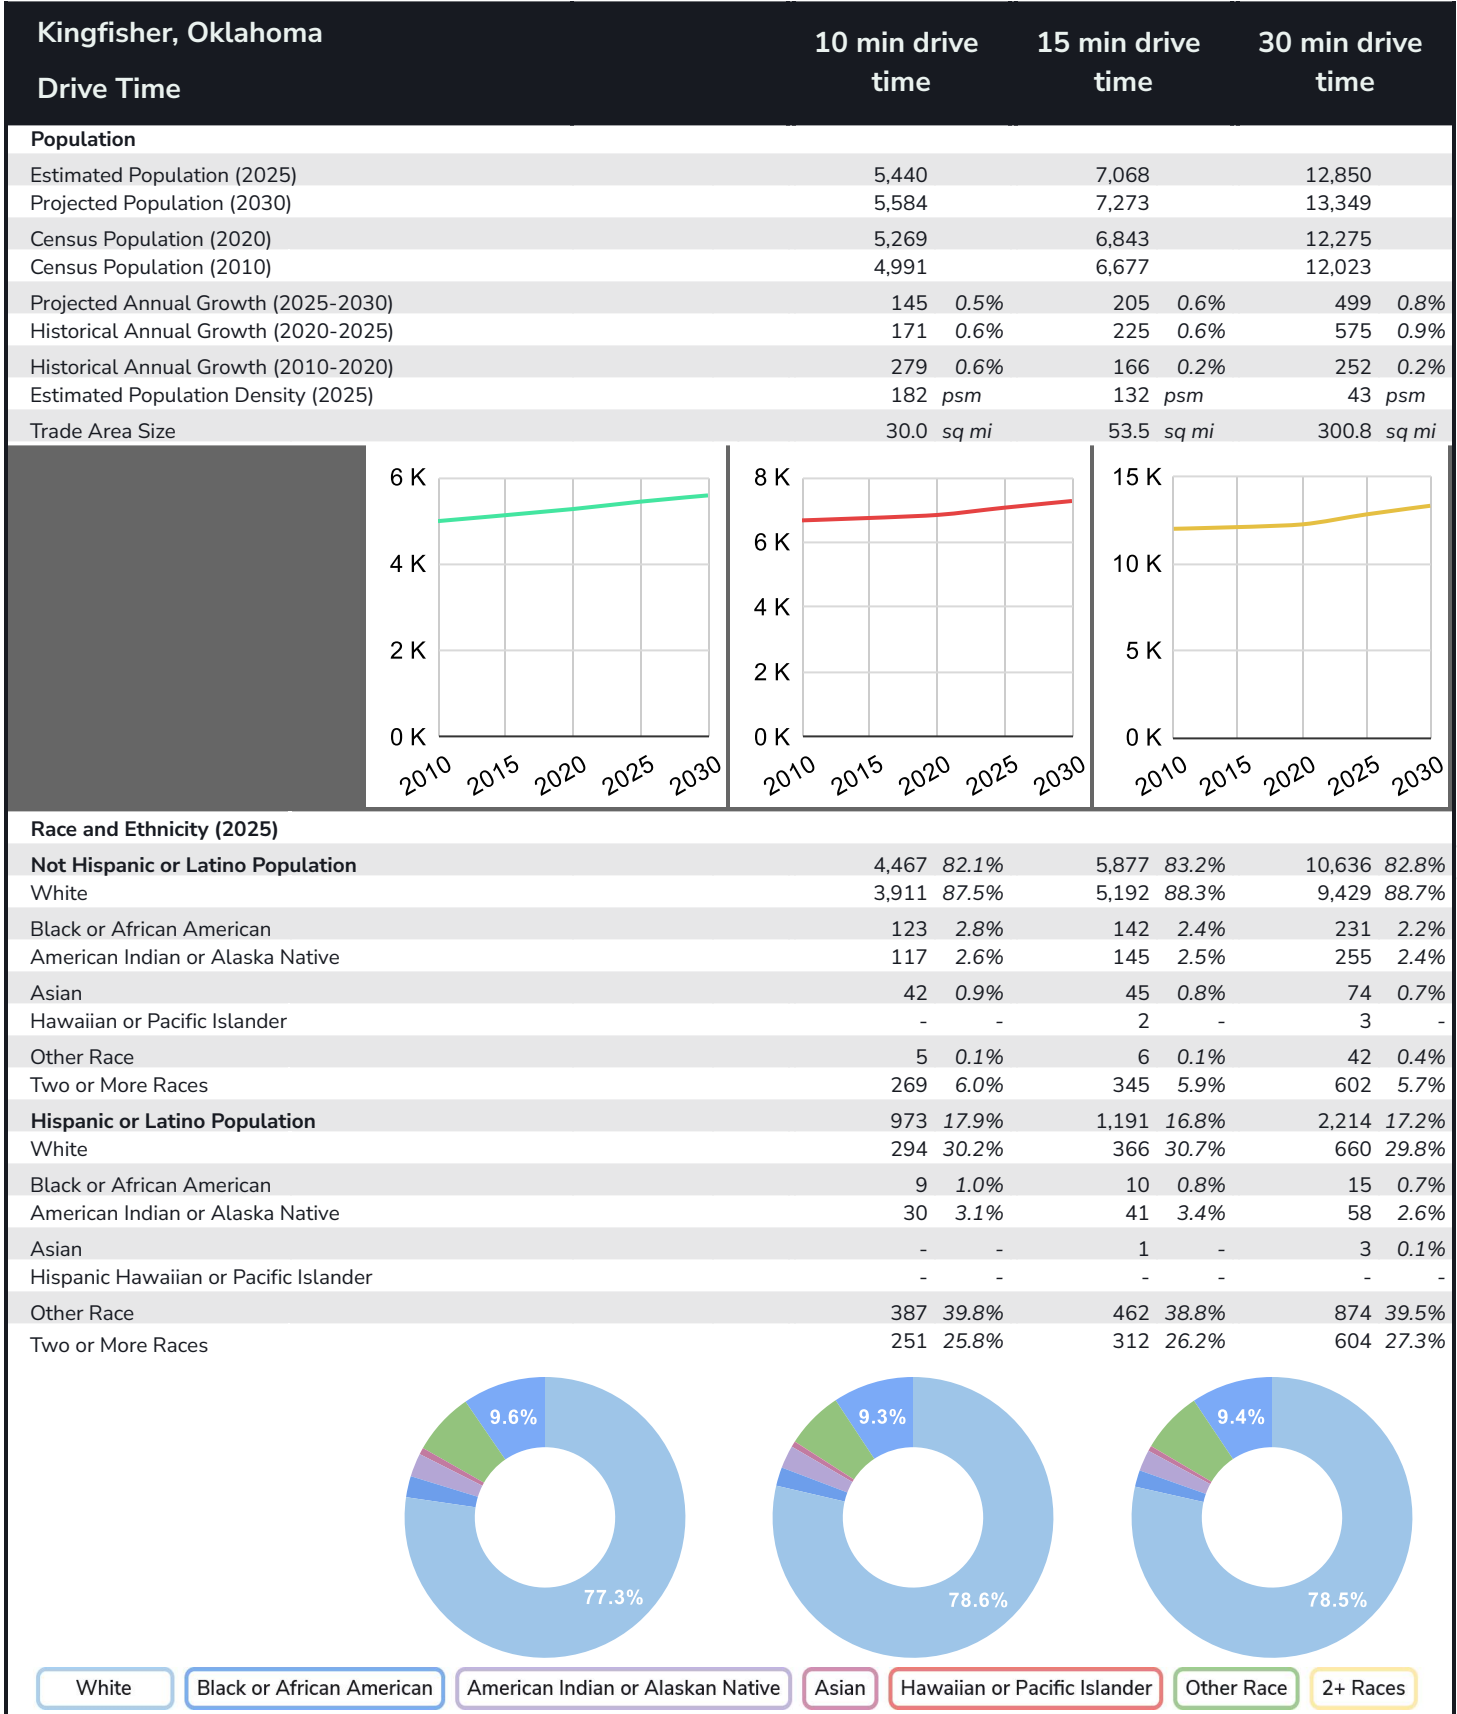 Kingfisher, Oklahoma
Drive Time
10 min drive time
15 min drive time
30 min drive time
Population
Estimated Population (2025) 5,440 7,068 12,850
Projected Population (2030) 5,584 7,273 13,349
Census Population (2020) 5,269 6,843 12,275
Census Population (2010) 4,991 6,677 12,023
Projected Annual Growth (2025-2030) 145 0.5% 205 0.6% 499 0.8%
Historical Annual Growth (2020-2025) 171 0.6% 225 0.6% 575 0.9%
Historical Annual Growth (2010-2020) 279 0.6% 166 0.2% 252 0.2%
Estimated Population Density (2025) 182 psm 132 psm 43 psm
Trade Area Size 30.0 sq mi 53.5 sq mi 300.8 sq mi
6 K
4 K
2 K
0 K
2010 2015 2020 2025 2030
8 K
6 K
4 K
2 K
0 K
2010 2015 2020 2025 2030
15 K
10 K
5 K
0 K
2010 2015 2020 2025 2030
Race and Ethnicity (2025)
Not Hispanic or Latino Population 4,467 82.1% 5,877 83.2% 10,636 82.8%
White 3,911 87.5% 5,192 88.3% 9,429 88.7%
Black or African American 123 2.8% 142 2.4% 231 2.2%
American Indian or Alaska Native 117 2.6% 145 2.5% 255 2.4%
Asian 42 0.9% 45 0.8% 74 0.7%
Hawaiian or Pacific Islander - - 2 - 3 -
Other Race 5 0.1% 6 0.1% 42 0.4%
Two or More Races 269 6.0% 345 5.9% 602 5.7%
Hispanic or Latino Population 973 17.9% 1,191 16.8% 2,214 17.2%
White 294 30.2% 366 30.7% 660 29.8%
Black or African American 9 1.0% 10 0.8% 15 0.7%
American Indian or Alaska Native 30 3.1% 41 3.4% 58 2.6%
Asian - - 1 - 3 0.1%
Hispanic Hawaiian or Pacific Islander - - - - - -
Other Race 387 39.8% 462 38.8% 874 39.5%
Two or More Races 251 25.8% 312 26.2% 604 27.3%
9.6% 9.3% 9.4%
77.3% 78.6% 78.5%
White Black or African American American Indian or Alaskan Native Asian Hawaiian or Pacific Islander Other Race 2+ Races